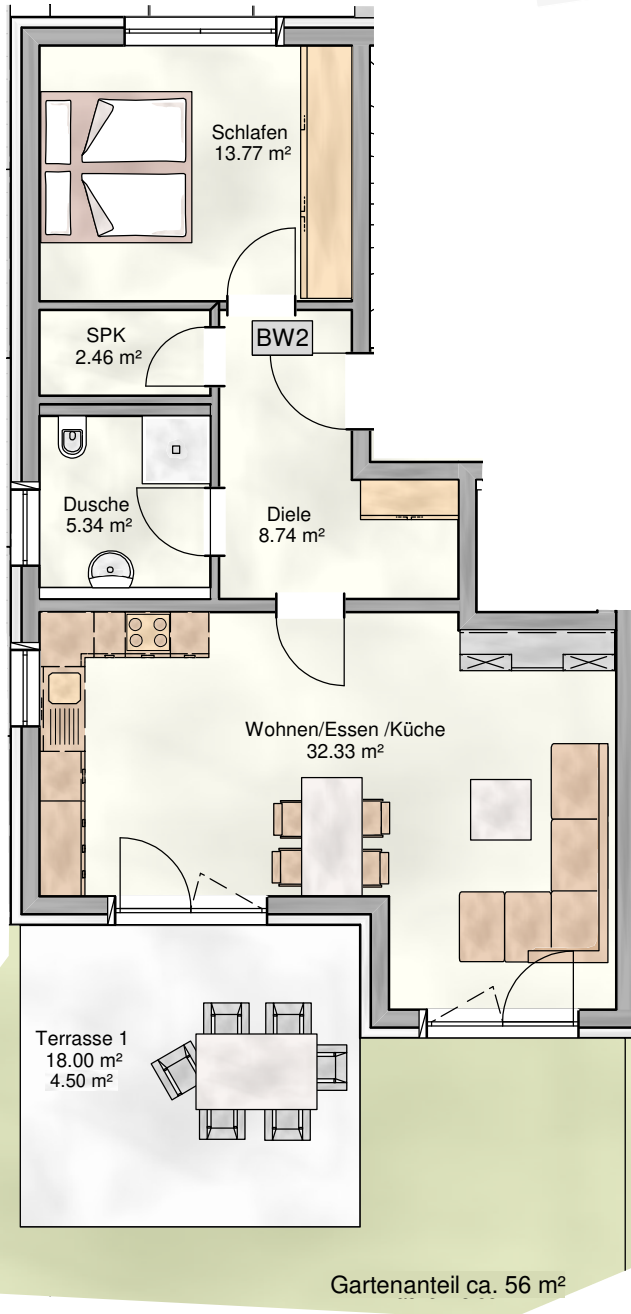 Schlafen
13.77 m²
SPK
2.46 m²
BW2
Dusche
5.34 m²
Diele
8.74 m²
Wohnen/Essen /Küche
32.33 m²
Terrasse 1
18.00 m²
4.50 m²
Gartenanteil ca. 56 m²